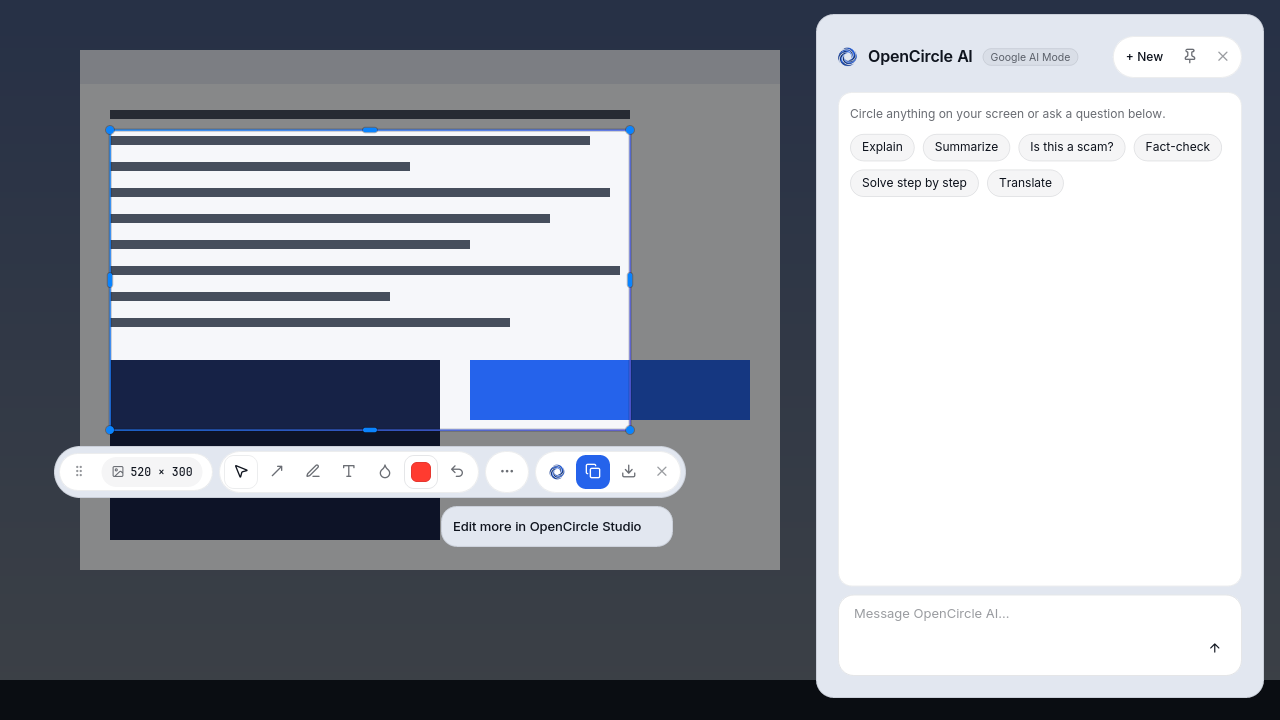 OpenCircle AI Google AI Mode + New
Circle anything on your screen or ask a question below.
Explain Summarize Is this a scam? Fact-check
Solve step by step Translate
520 × 300
Edit more in OpenCircle Studio
Message OpenCircle AI...